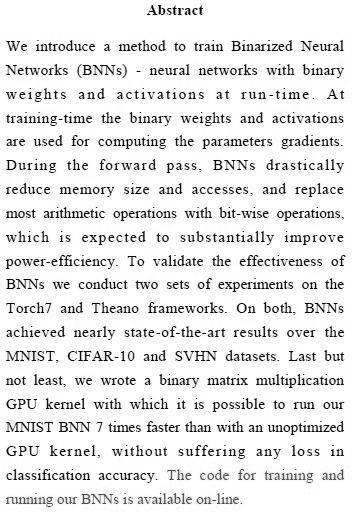 Abstract
We introduce a method to train Binarized Neural
Networks (BNNs) - neural networks with binary
weights and activations at run-time. At
training-time the binary weights and activations
are used for computing the parameters gradients.
During the forward pass, BNNs drastically
reduce memory size and accesses, and replace
most arithmetic operations with bit-wise operations,
which is expected to substantially improve
power-efficiency. To validate the effectiveness of
BNNs we conduct two sets of experiments on the
Torch7 and Theano frameworks. On both, BNNs
achieved nearly state-of-the-art results over the
MNIST, CIFAR-10 and SVHN datasets. Last but
not least, we wrote a binary matrix multiplication
GPU kernel with which it is possible to run our
MNIST BNN 7 times faster than with an unoptimized
GPU kernel, without suffering any loss in
classification accuracy. The code for training and
running our BNNs is available on-line.